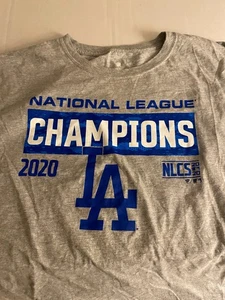 NATIONAL LEAGUE
CHAMPIONS
2020 NLCS
LA